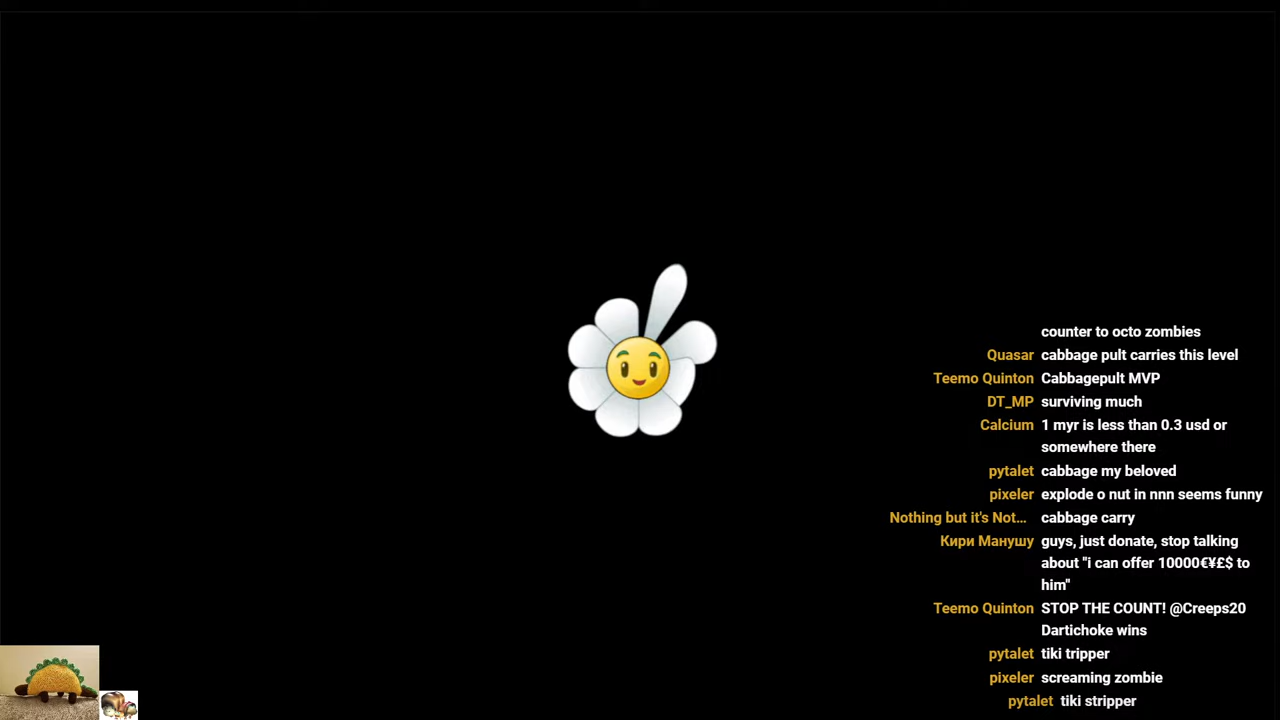 counter to octo zombies
Quasar cabbage pult carries this level
Teemo Quinton Cabbagepult MVP
DT_MP surviving much
Calcium 1 myr is less than 0.3 usd or
somewhere there
pytalet cabbage my beloved
pixeler explode o nut in nnn seems funny
Nothing but it's Not... cabbage carry
Кири Манушу guys, just donate, stop talking
about "i can offer 10000€¥£$ to
him"
Teemo Quinton STOP THE COUNT! @Creeps20
Dartichoke wins
pytalet tiki tripper
pixeler screaming zombie
pytalet tiki stripper